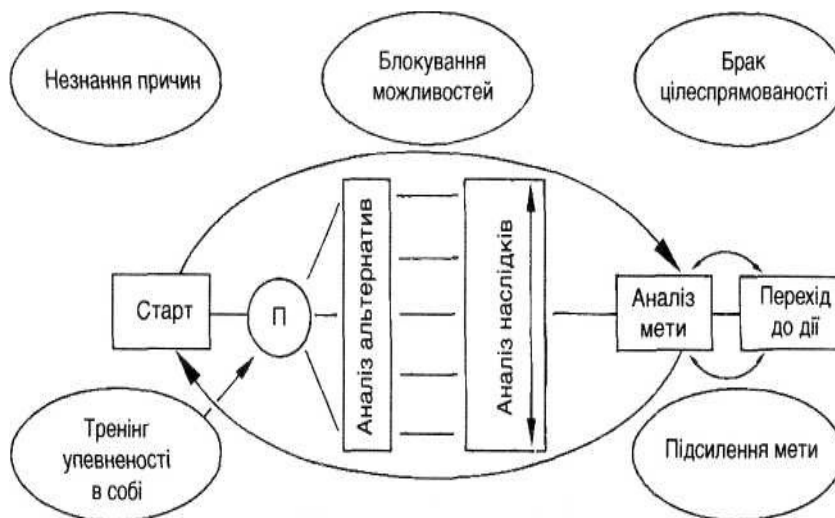 Незнання причин
Блокування
можливостей
Брак
цілеспрямованості
Старт
П
Аналіз альтернатив
Аналіз наслідків
Аналіз
мети
Перехід
до дії
Тренінг
упевненості
в собі
Підсилення мети